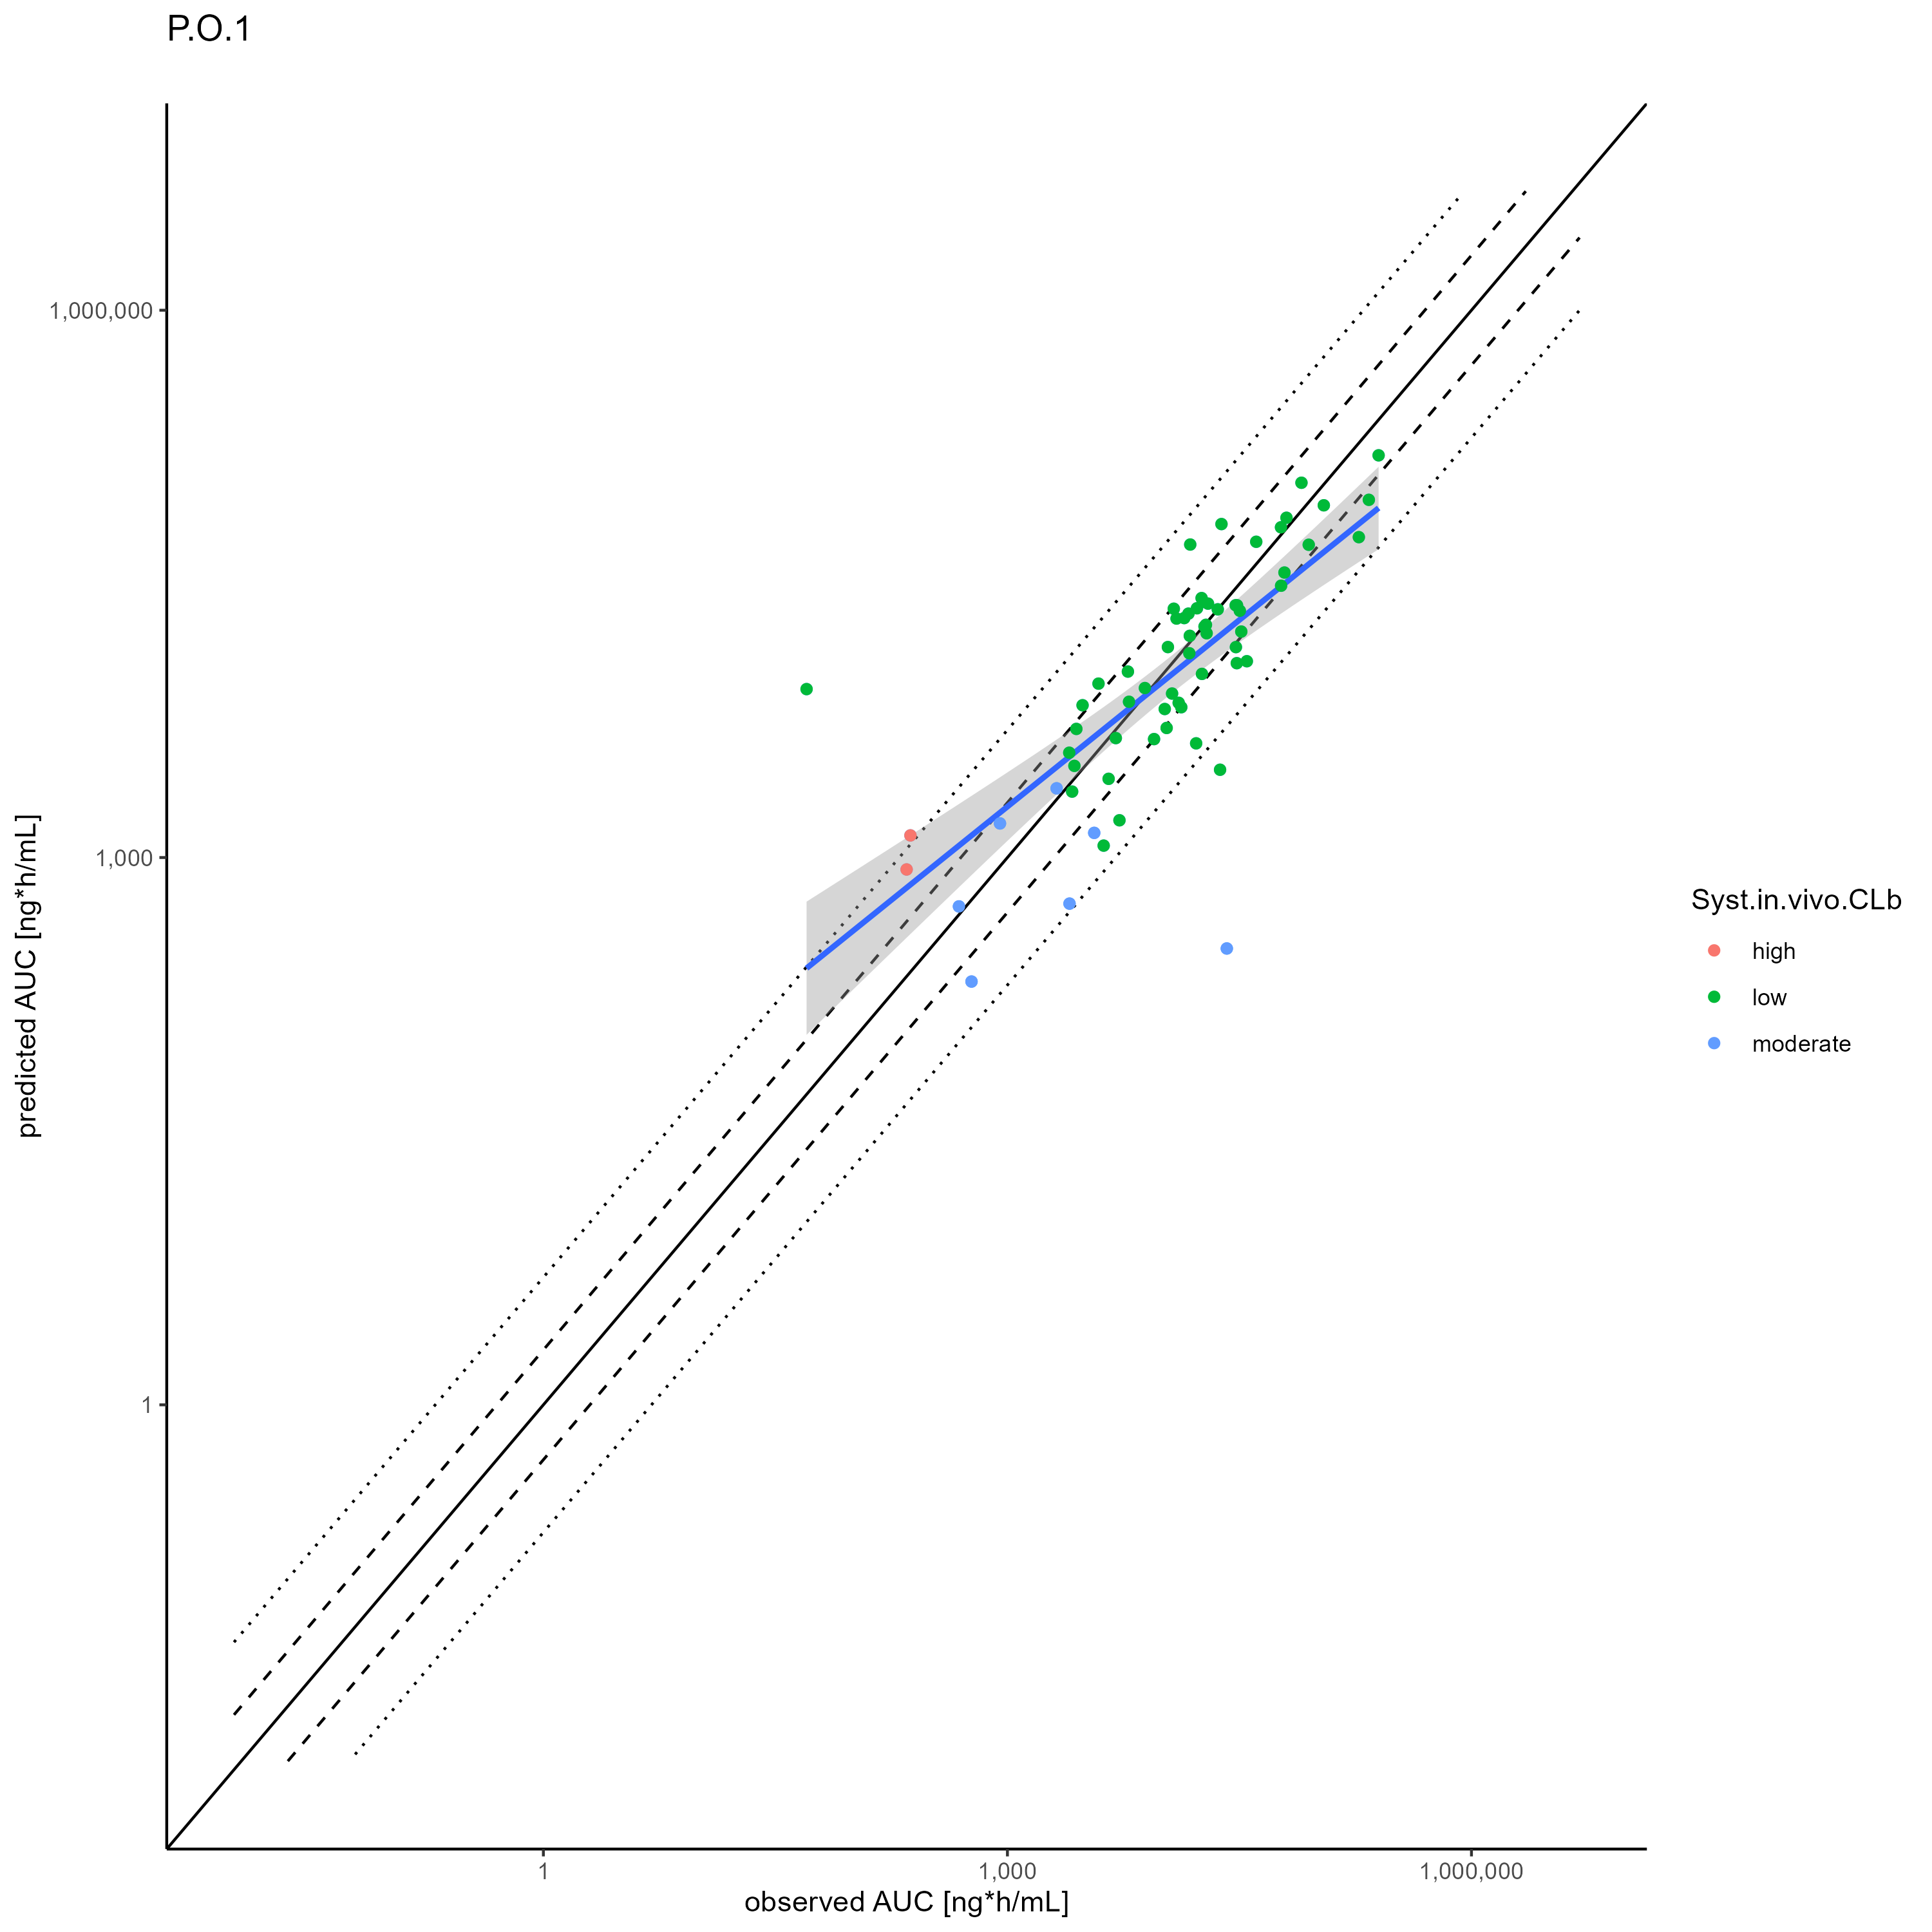 P.O.1
predicted AUC [ng*h/mL]
1,000,000
1,000
1
1
1,000
1,000,000
observed AUC [ng*h/mL]
Syst.in.vivo.CLb
high
low
moderate